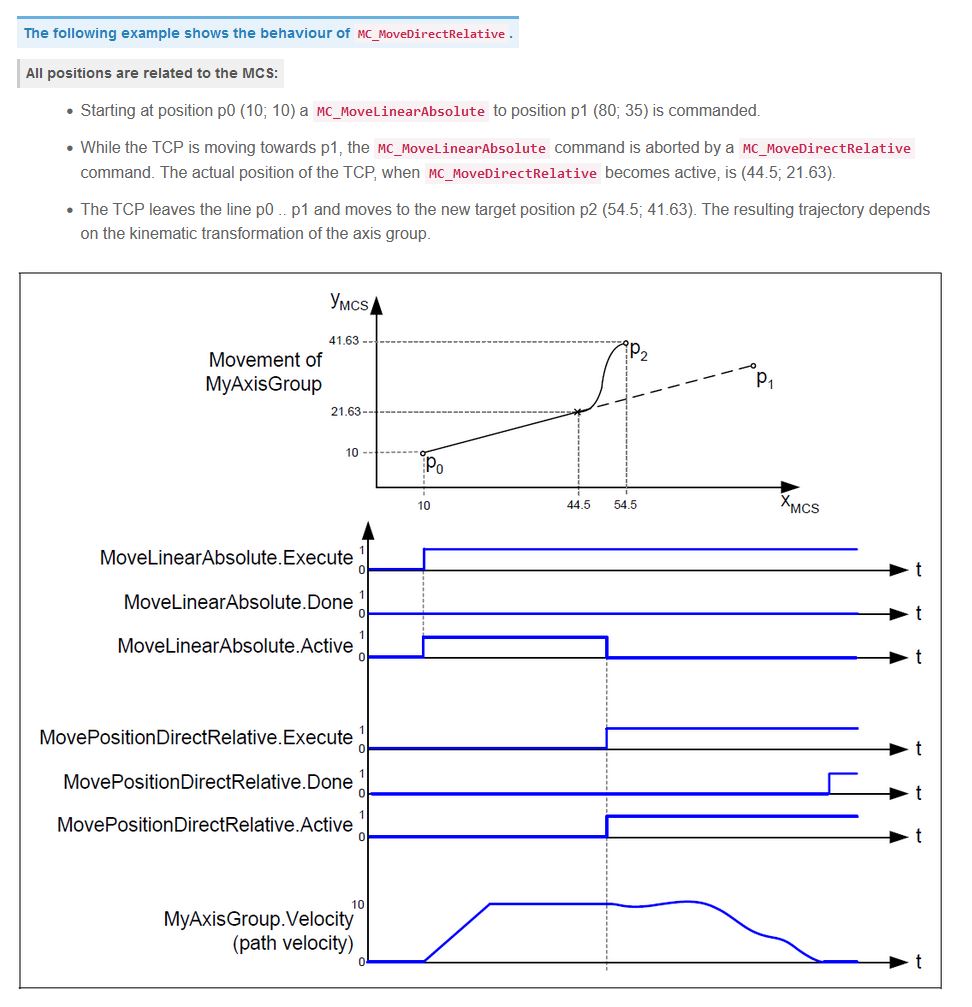 The following example shows the behaviour of MC_MoveDirectRelative .
All positions are related to the MCS:
• Starting at position p0 (10; 10) a MC_MoveLinearAbsolute to position p1 (80; 35) is commanded.
• While the TCP is moving towards p1, the MC_MoveLinearAbsolute command is aborted by a MC_MoveDirectRelative
command. The actual position of the TCP, when MC_MoveDirectRelative becomes active, is (44.5; 21.63).
• The TCP leaves the line p0 .. p1 and moves to the new target position p2 (54.5; 41.63). The resulting trajectory depends
on the kinematic transformation of the axis group.
yMCS
41.63
p2
Movement of
MyAxisGroup
p1
21.63
10
p0
10
44.5
54.5
xMCS
MoveLinearAbsolute.Execute
1
0
t
MoveLinearAbsolute.Done
1
0
t
MoveLinearAbsolute.Active
1
0
t
MovePositionDirectRelative.Execute
1
0
t
MovePositionDirectRelative.Done
1
0
t
MovePositionDirectRelative.Active
1
0
t
10
MyAxisGroup.Velocity
(path velocity)
0
t